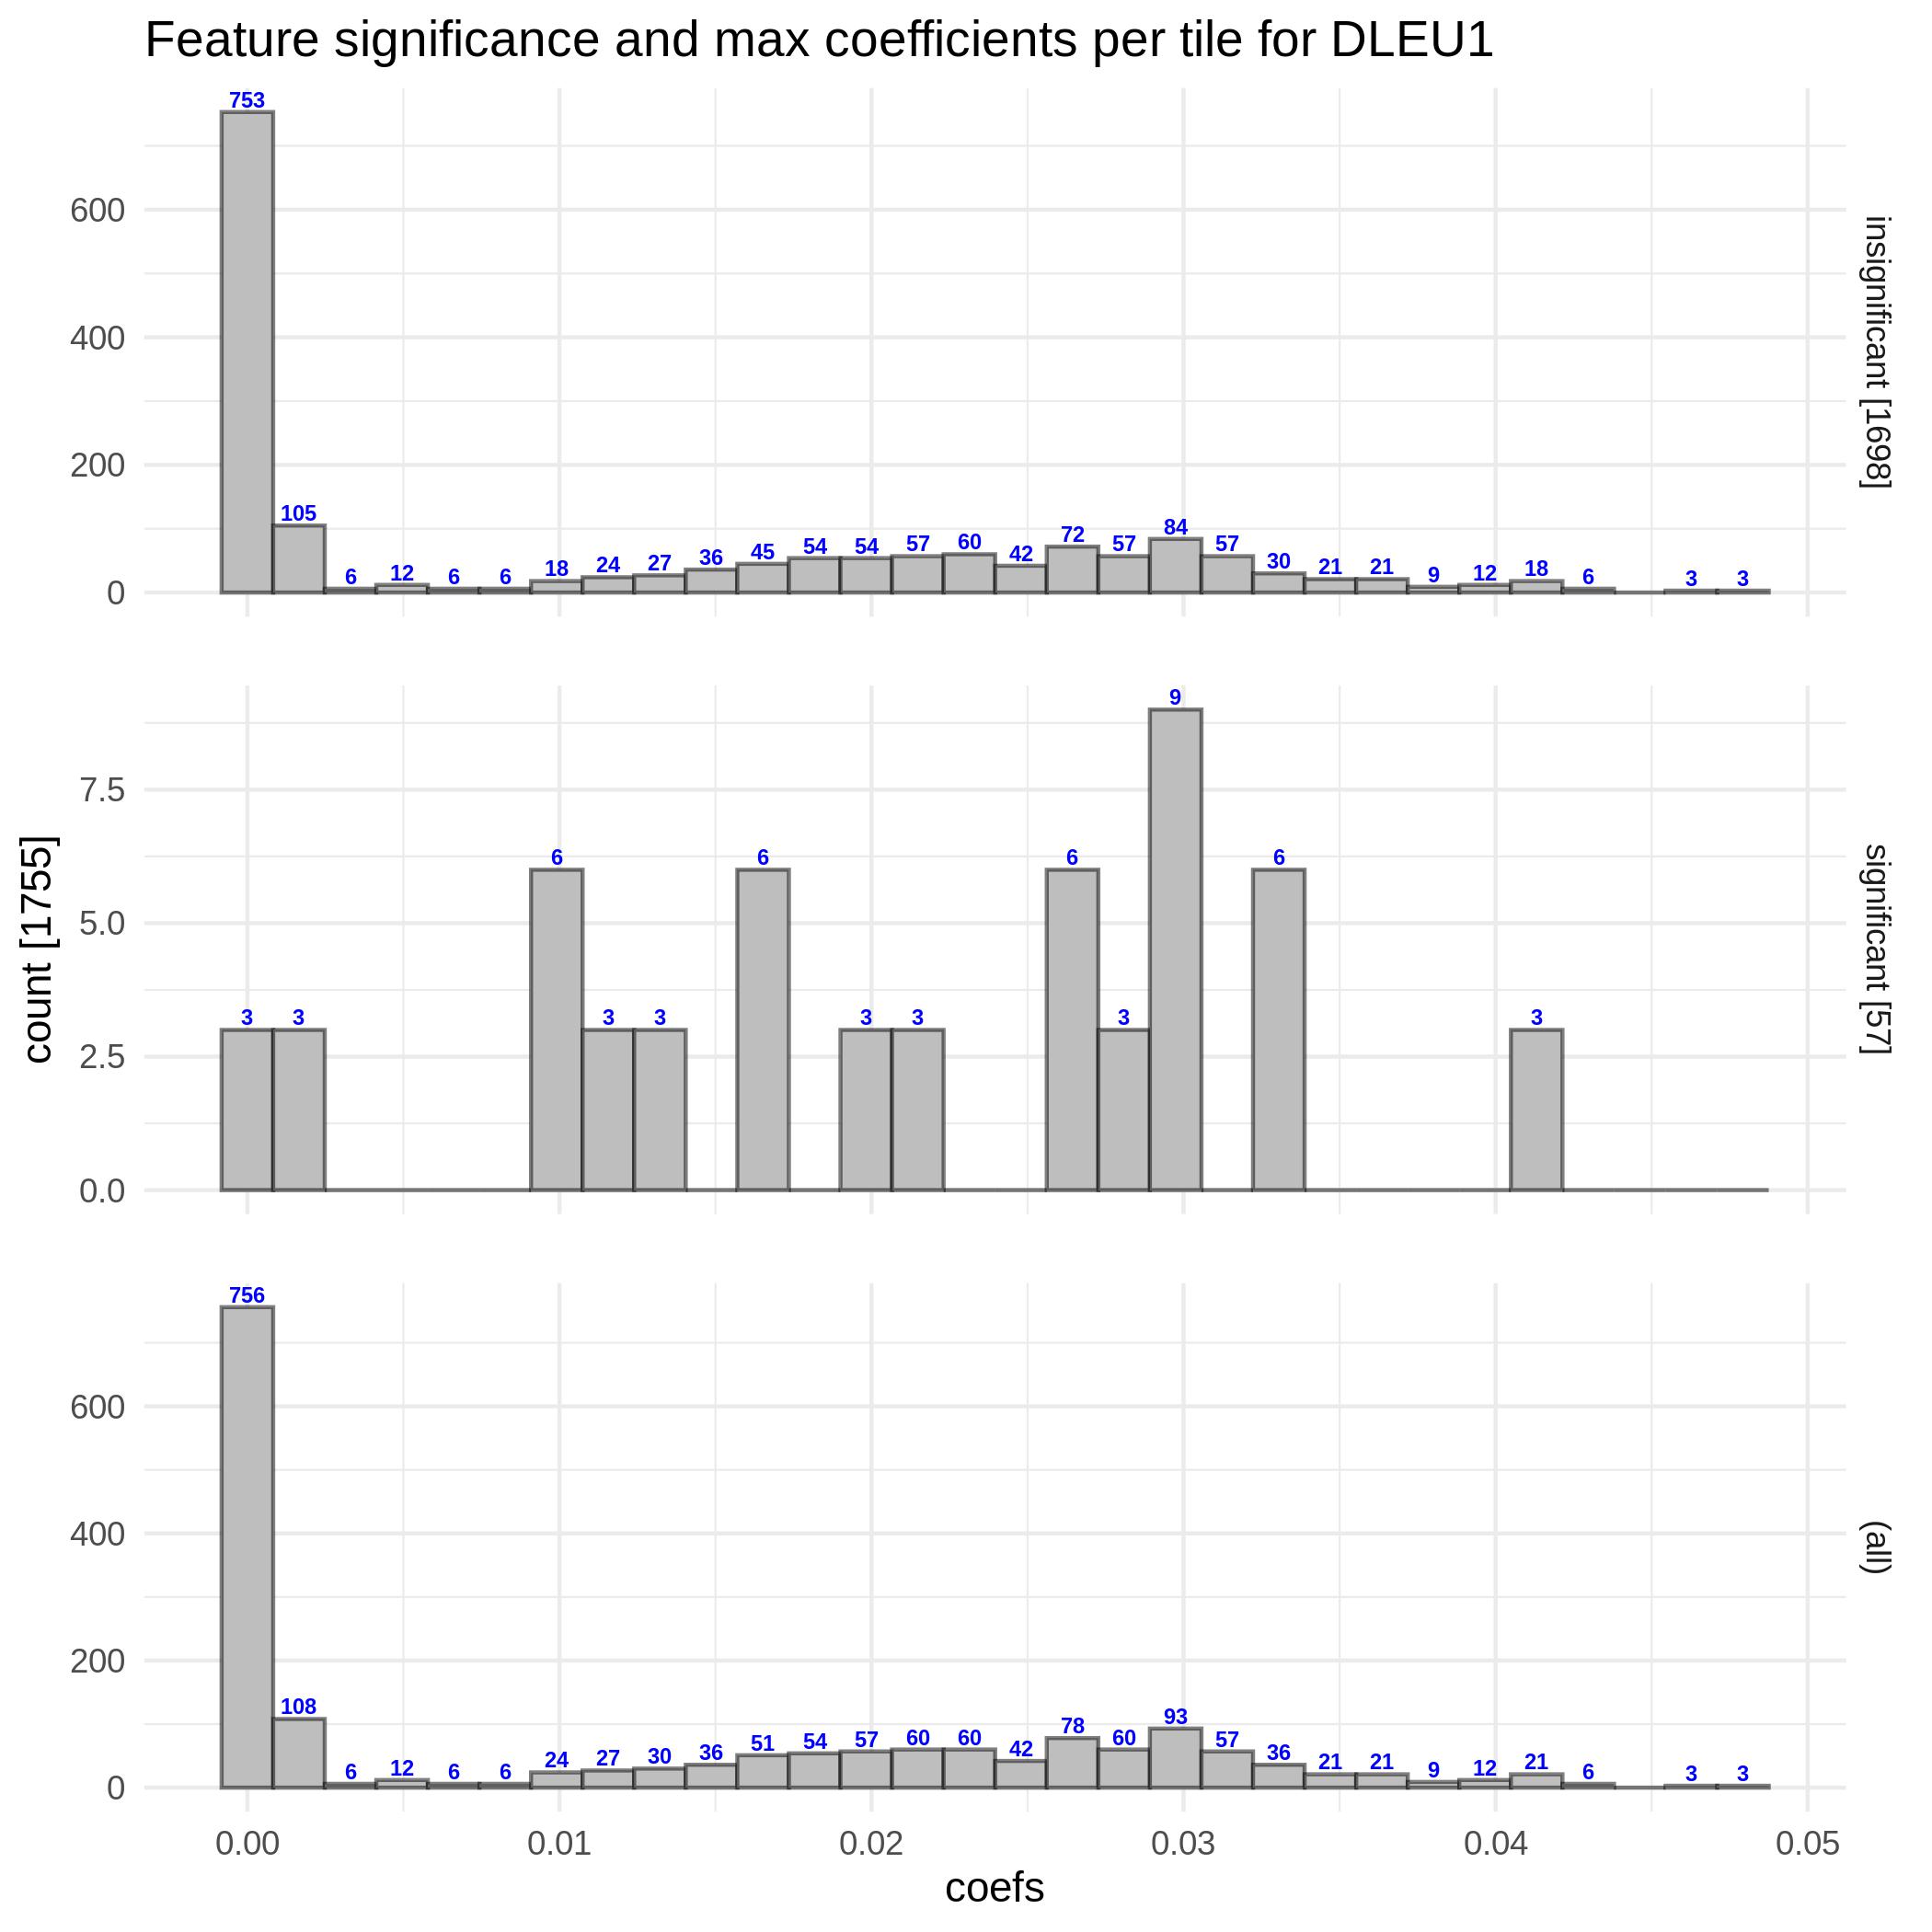 Feature significance and max coefficients per tile for DLEU1
753
105
6 12 6 6 18 24 27 36 45 54 54 57 60 42 72 57 84 57 30 21 21 9 12 18 6 3 3
600
400
200
0
insignificant [1698]
3 3 6 3 3 6 3 3 6 3 9 6 3
7.5
5.0
2.5
0.0
significant [57]
count [1755]
756
108
6 12 6 6 24 27 30 36 51 54 57 60 60 42 78 60 93 57 36 21 21 9 12 21 6 3 3
600
400
200
0
(all)
0.00 0.01 0.02 0.03 0.04 0.05
coefs